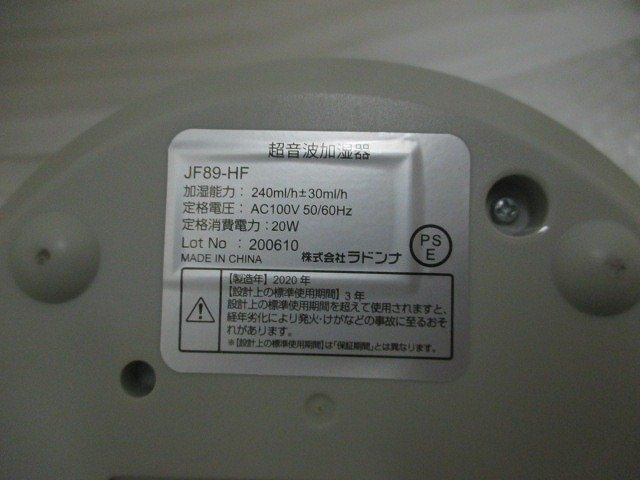 超音波加湿器
JF89-HF
加湿能力： 240ml/h±30ml/h
定格電圧： AC100V 50/60Hz
定格消費電力：20W
Lot No ： 200610
MADE IN CHINA 株式会社ラドンナ
PS
E
【製造年】2020 年
【設計上の標準使用期間】3 年
設計上の標準使用期間を超えて使用されますと、
経年劣化により発火・けがなどの事故に至るおそ
れがあります。
※【設計上の標準使用期間】は「保証期間」とは異なります。